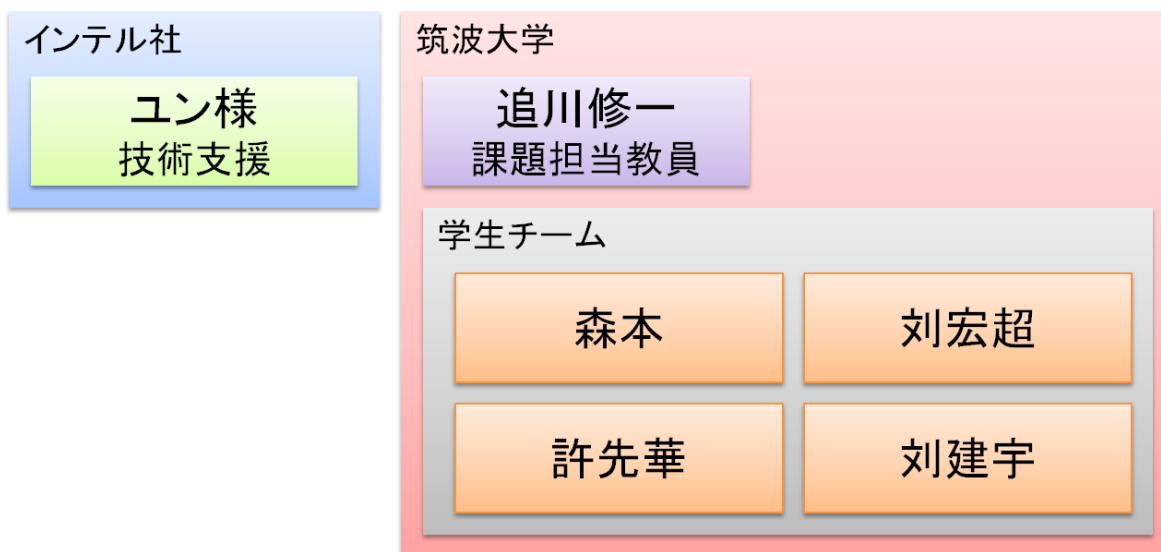 インテル社
ユン様
技術支援
筑波大学
追川修一
課題担当教員
学生チーム
森本
刘宏超
許先華
刘建宇